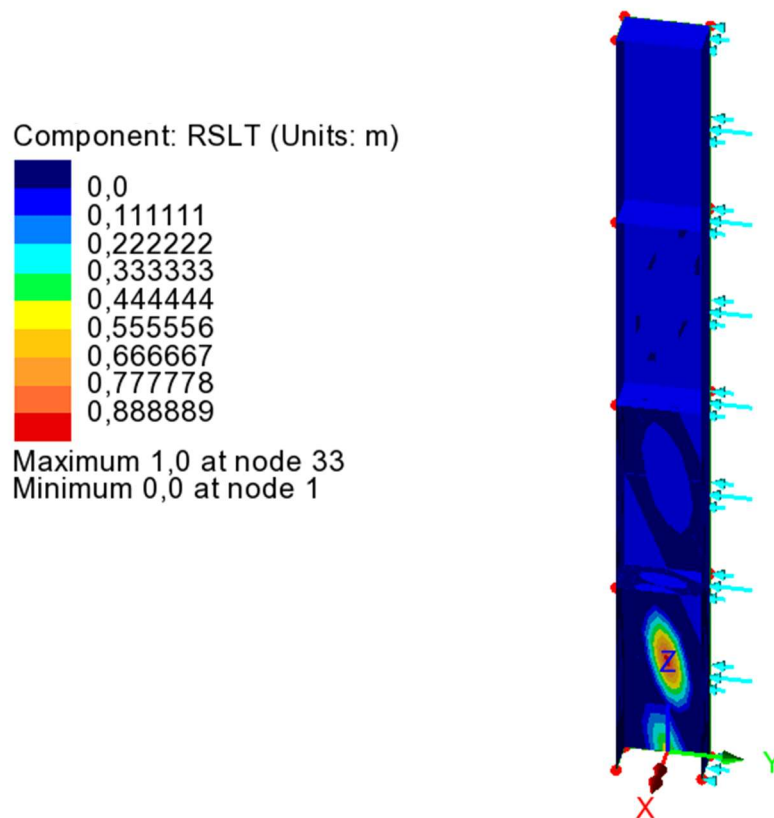 Component: RSLT (Units: m)
0,0
0,111111
0,222222
0,333333
0,444444
0,555556
0,666667
0,777778
0,888889
Maximum 1,0 at node 33
Minimum 0,0 at node 1
Z
Y
X